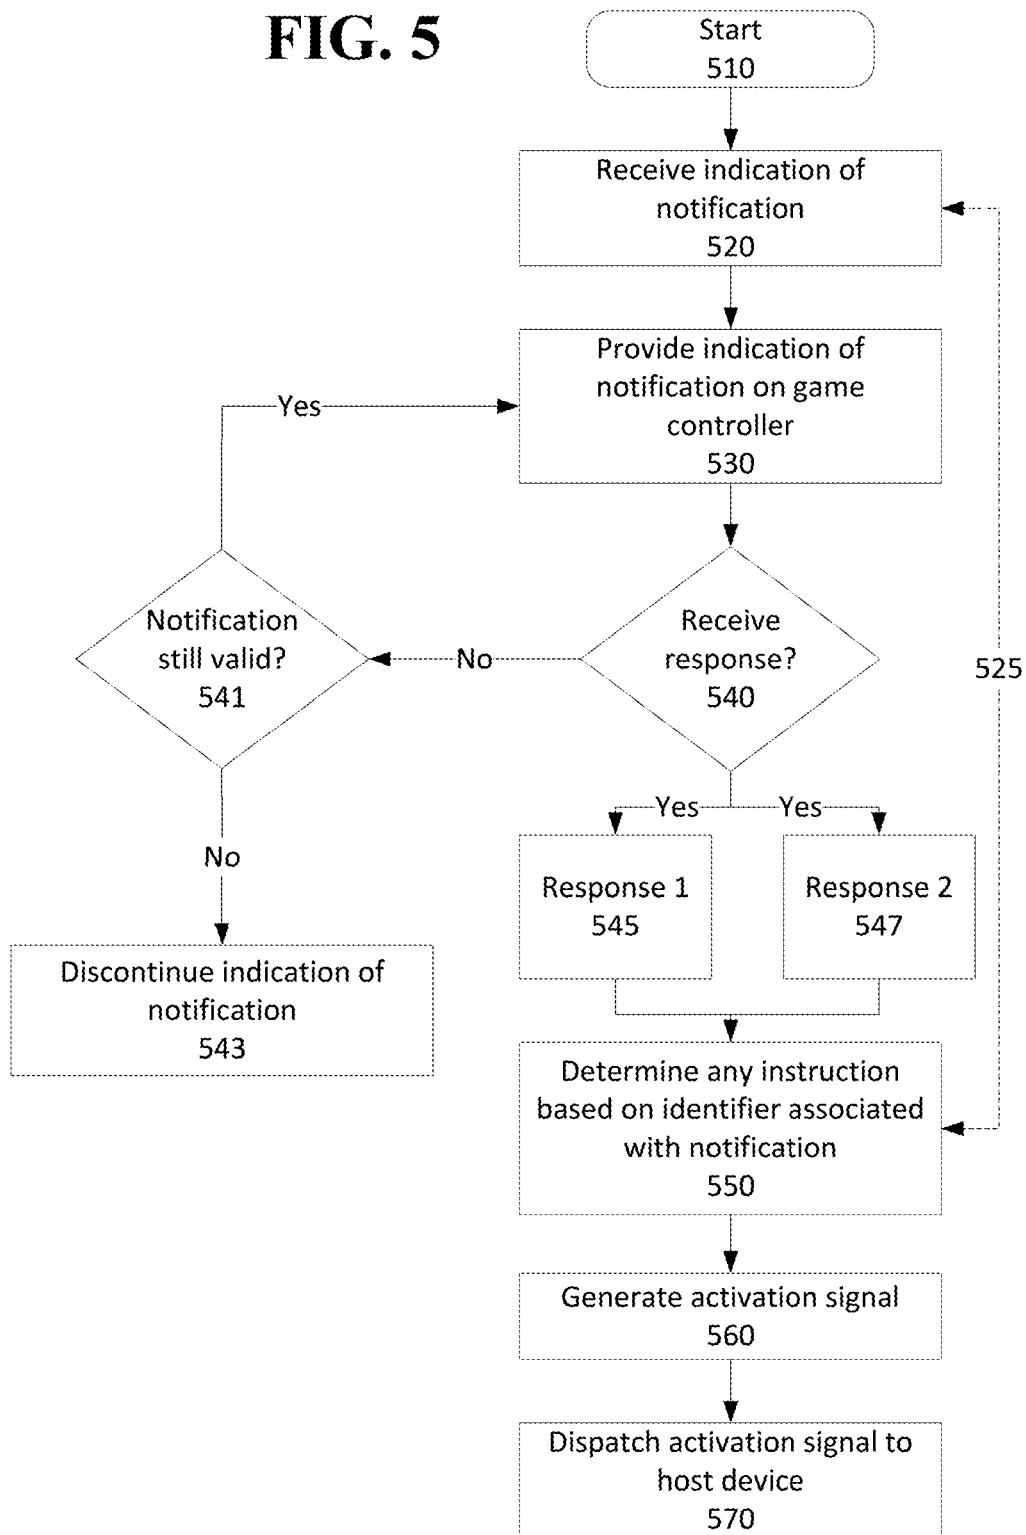 FIG. 5
Start
510
Receive indication of
notification
520
Provide indication of
notification on game
controller
530
Yes
Notification
still valid?
541
No
Receive
response?
540
525
Yes
Yes
No
Response 1
545
Response 2
547
Discontinue indication of
notification
543
Determine any instruction
based on identifier associated
with notification
550
Generate activation signal
560
Dispatch activation signal to
host device
570